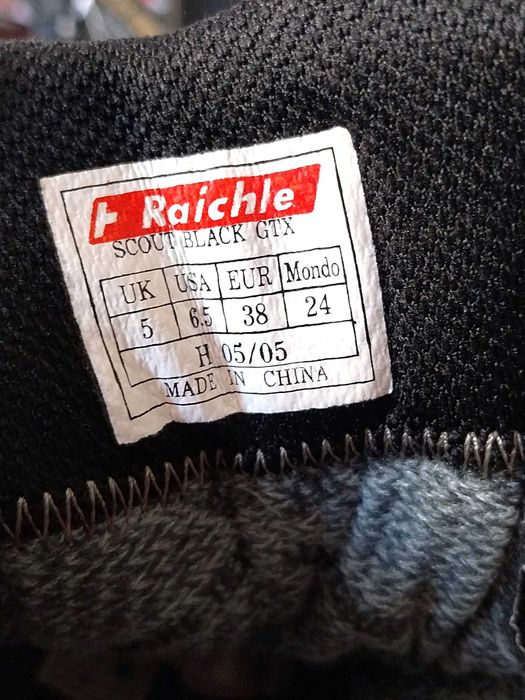 Raichle
SCOUT BLACK GTX
UK USA EUR Mondo
5 6.5 38 24
H 05/05
MADE IN CHINA